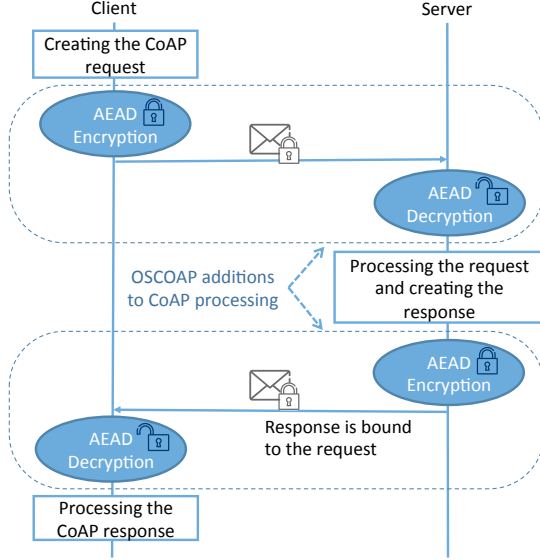 Client
Server
Creating the CoAP
request
AEAD
Encryption
AEAD
Decryption
OSCOAP additions
to CoAP processing
Processing the request
and creating the
response
AEAD
Encryption
Response is bound
to the request
AEAD
Decryption
Processing the
CoAP response